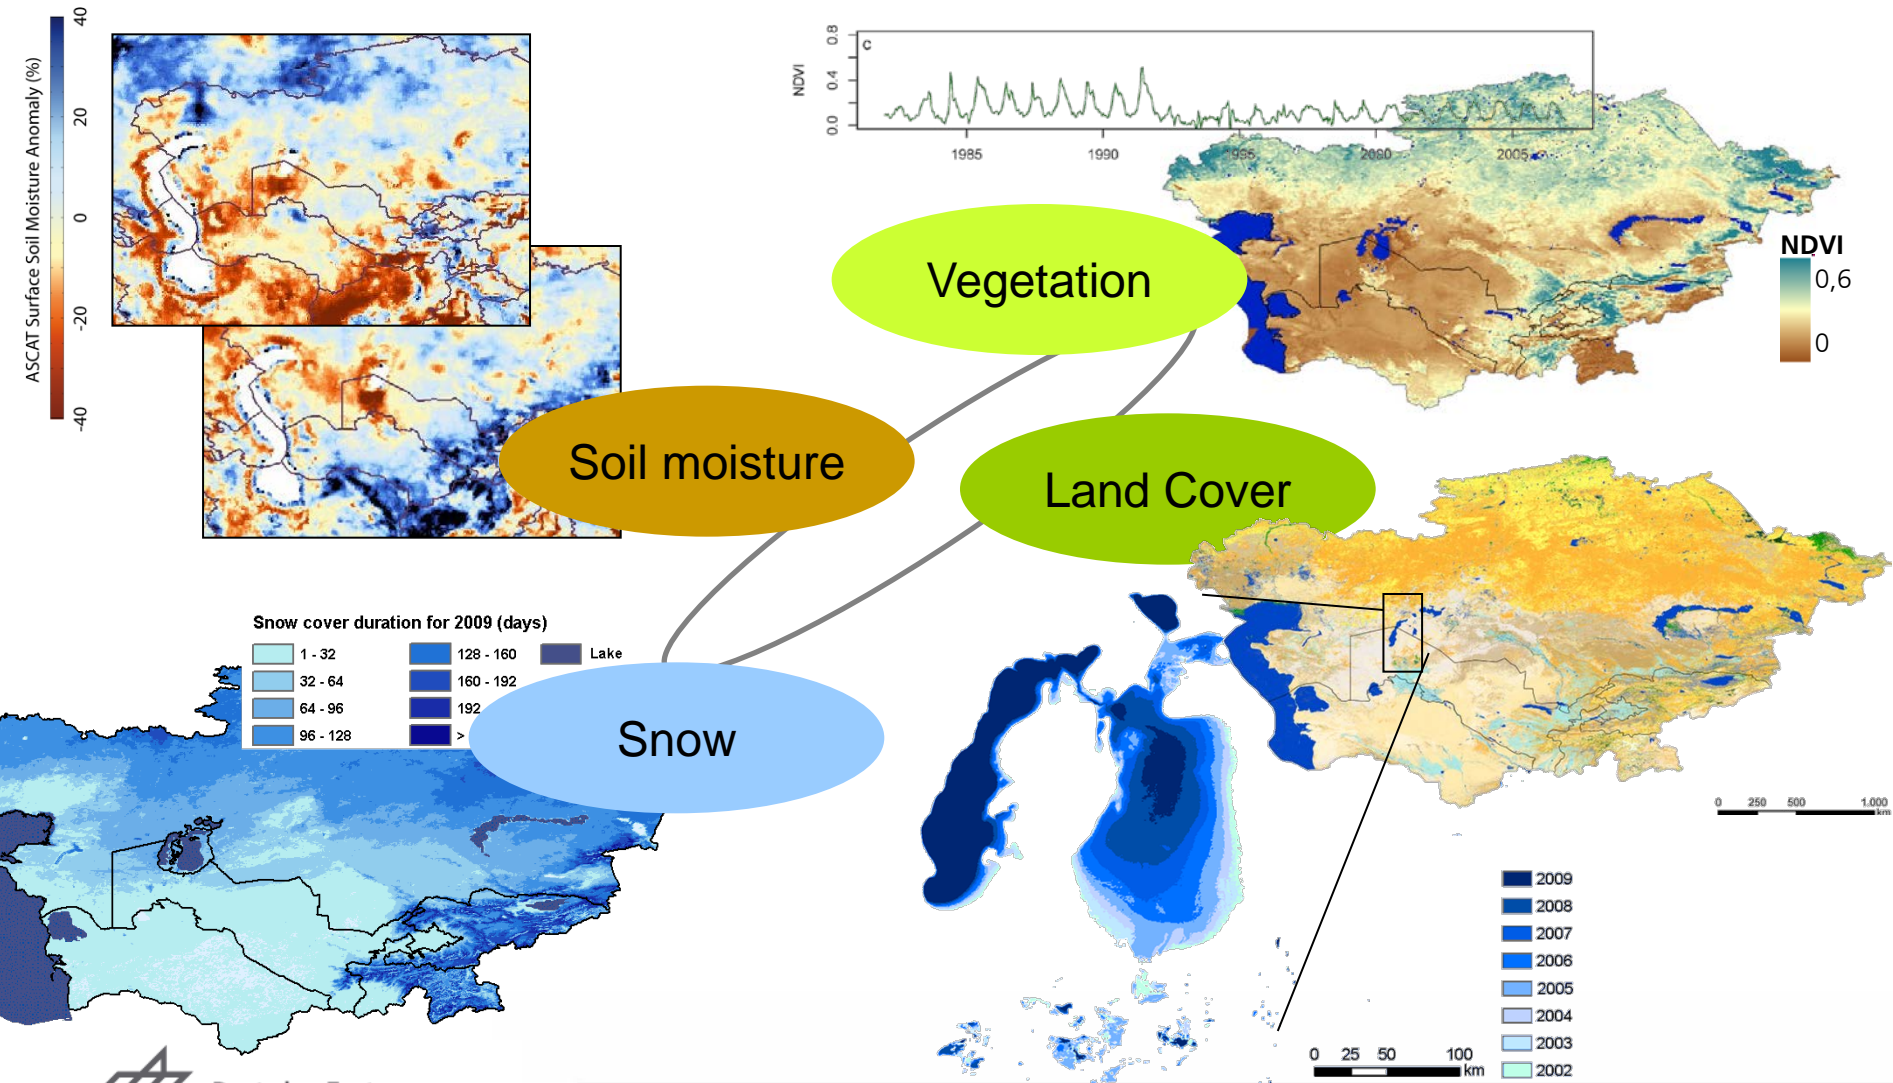 40
20
0
-20
-40
ASCAT Surface Soil Moisture Anomaly (%)
c
NDVI
0.8
0.4
0.0
1985
1990
1995
2000
2005
NDVI
0,6
0
Vegetation
Soil moisture
Land Cover
Snow
Snow cover duration for 2009 (days)
1 - 32
32 - 64
64 - 96
96 - 128
128 - 160
160 - 192
192
>
Lake
0 250 500 1.000
km
2009
2008
2007
2006
2005
2004
2003
2002
0 25 50 100
km